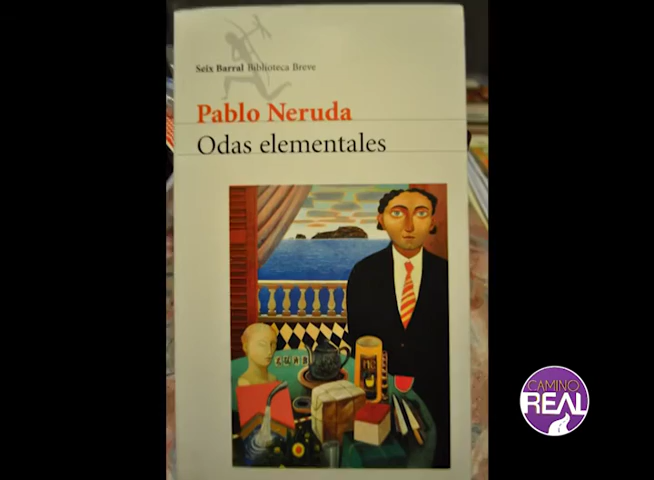 Seix Barral Biblioteca Breve
Pablo Neruda
Odas elementales
CAMINO
REAL